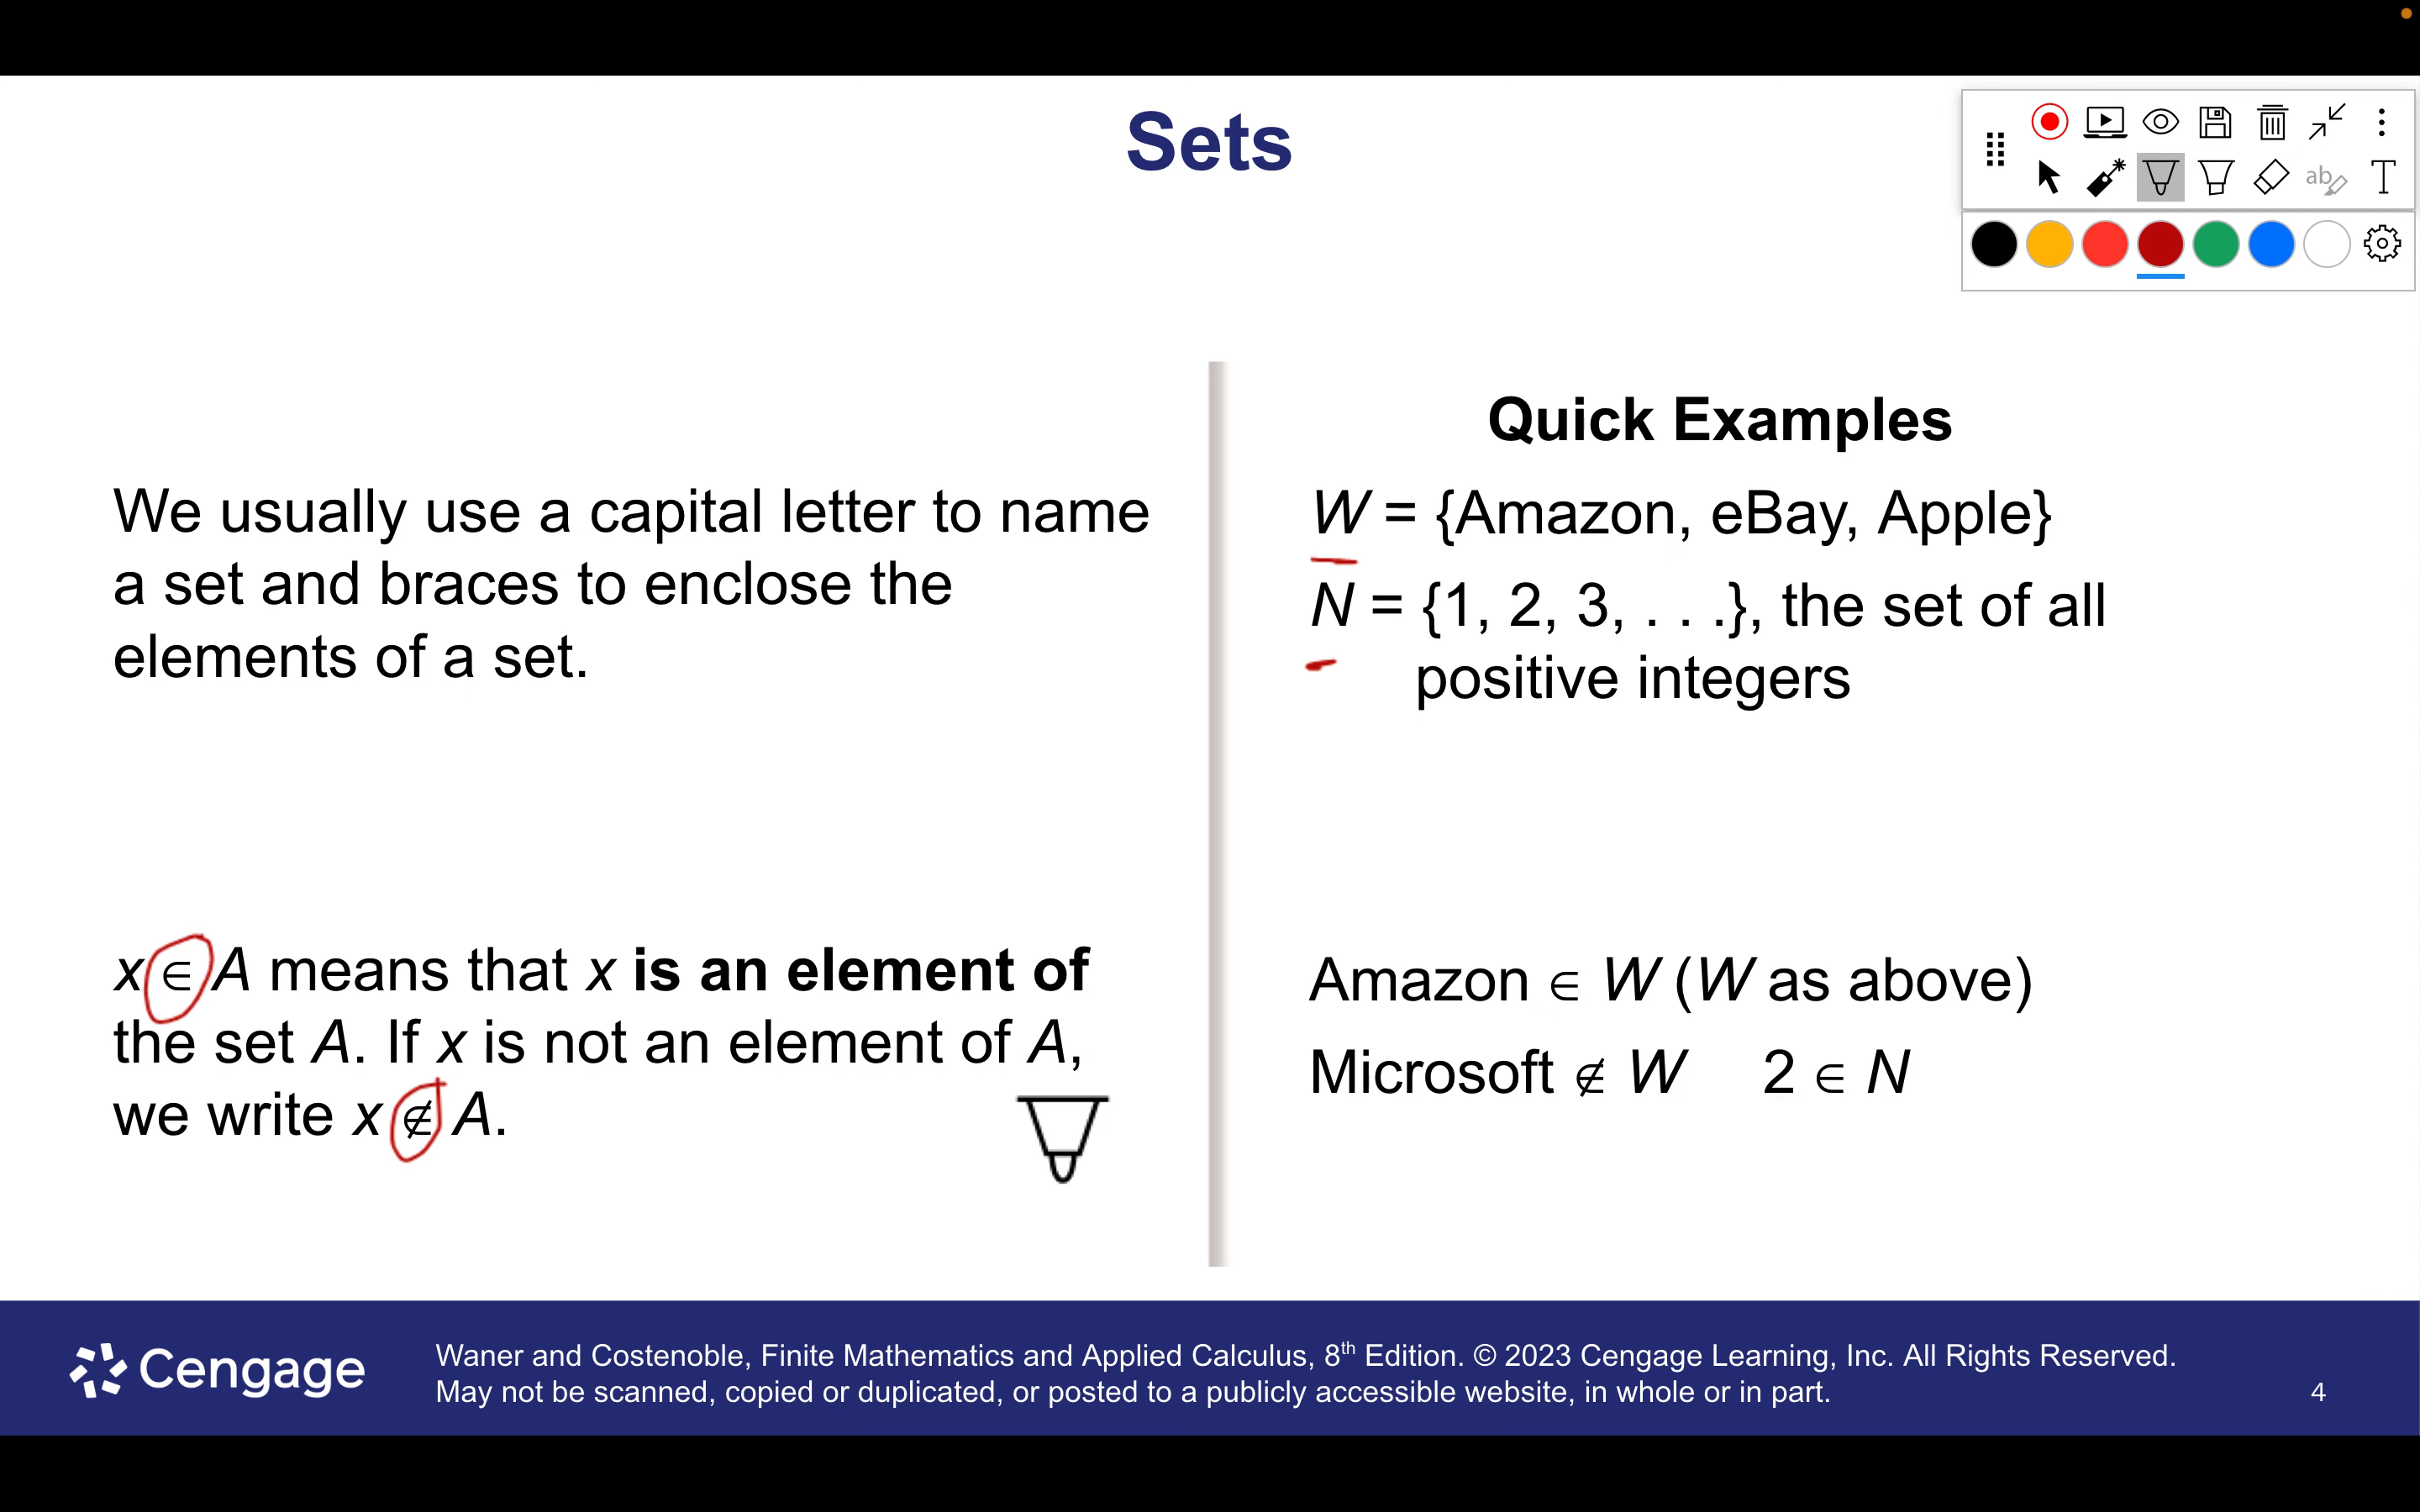 Sets
ab
T
We usually use a capital letter to name
a set and braces to enclose the
elements of a set.
x ∈ A means that x is an element of
the set A. If x is not an element of A,
we write x ∉ A.
Quick Examples
W = {Amazon, eBay, Apple}
N = {1, 2, 3, . . .}, the set of all
positive integers
Amazon ∈ W (W as above)
Microsoft ∉ W 2 ∈ N
Cengage
Waner and Costenoble, Finite Mathematics and Applied Calculus, 8th Edition. © 2023 Cengage Learning, Inc. All Rights Reserved.
May not be scanned, copied or duplicated, or posted to a publicly accessible website, in whole or in part.
4